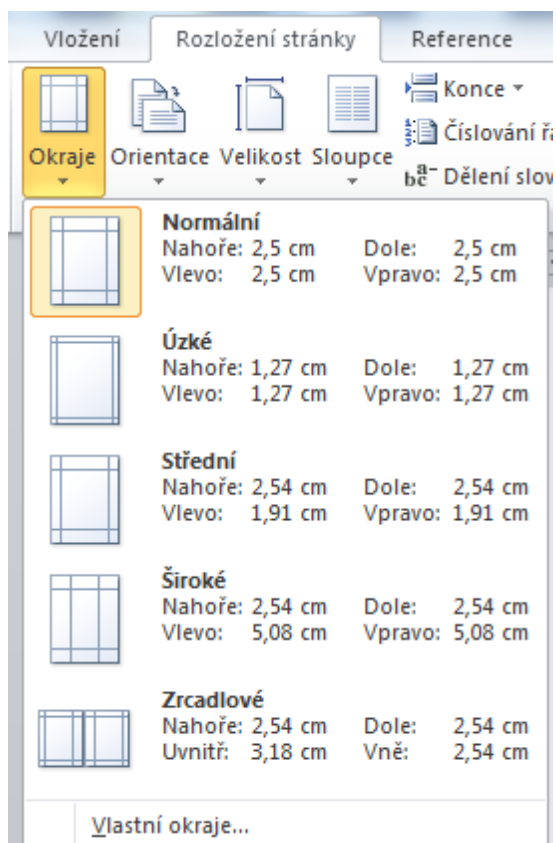 Vložení Rozložení stránky Reference
Konce
Číslování
Okraje Orientace Velikost Sloupce
Dělení slov
Normální
Nahoře: 2,5 cm Dole: 2,5 cm
Vlevo: 2,5 cm Vpravo: 2,5 cm
Úzké
Nahoře: 1,27 cm Dole: 1,27 cm
Vlevo: 1,27 cm Vpravo: 1,27 cm
Střední
Nahoře: 2,54 cm Dole: 2,54 cm
Vlevo: 1,91 cm Vpravo: 1,91 cm
Široké
Nahoře: 2,54 cm Dole: 2,54 cm
Vlevo: 5,08 cm Vpravo: 5,08 cm
Zrcadlové
Nahoře: 2,54 cm Dole: 2,54 cm
Uvnitř: 3,18 cm Vně: 2,54 cm
Vlastní okraje...